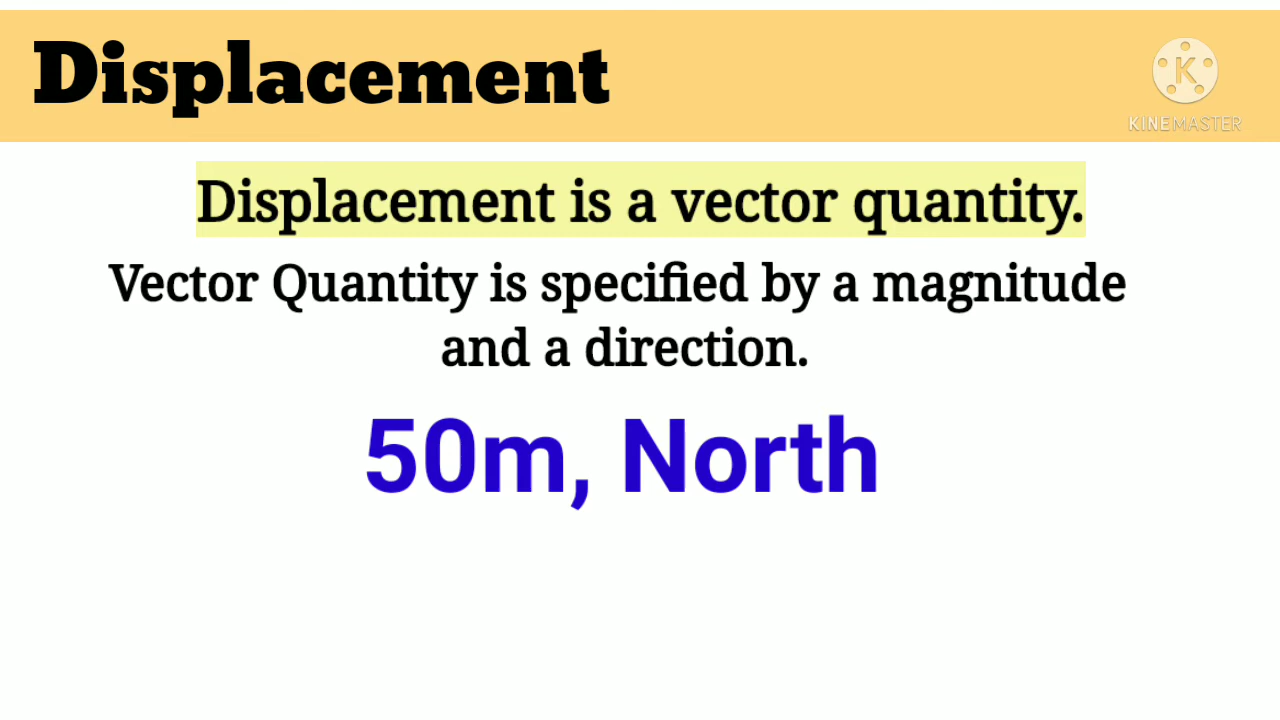 Displacement
K
KINEMASTER
Displacement is a vector quantity.
Vector Quantity is specified by a magnitude
and a direction.
50m, North